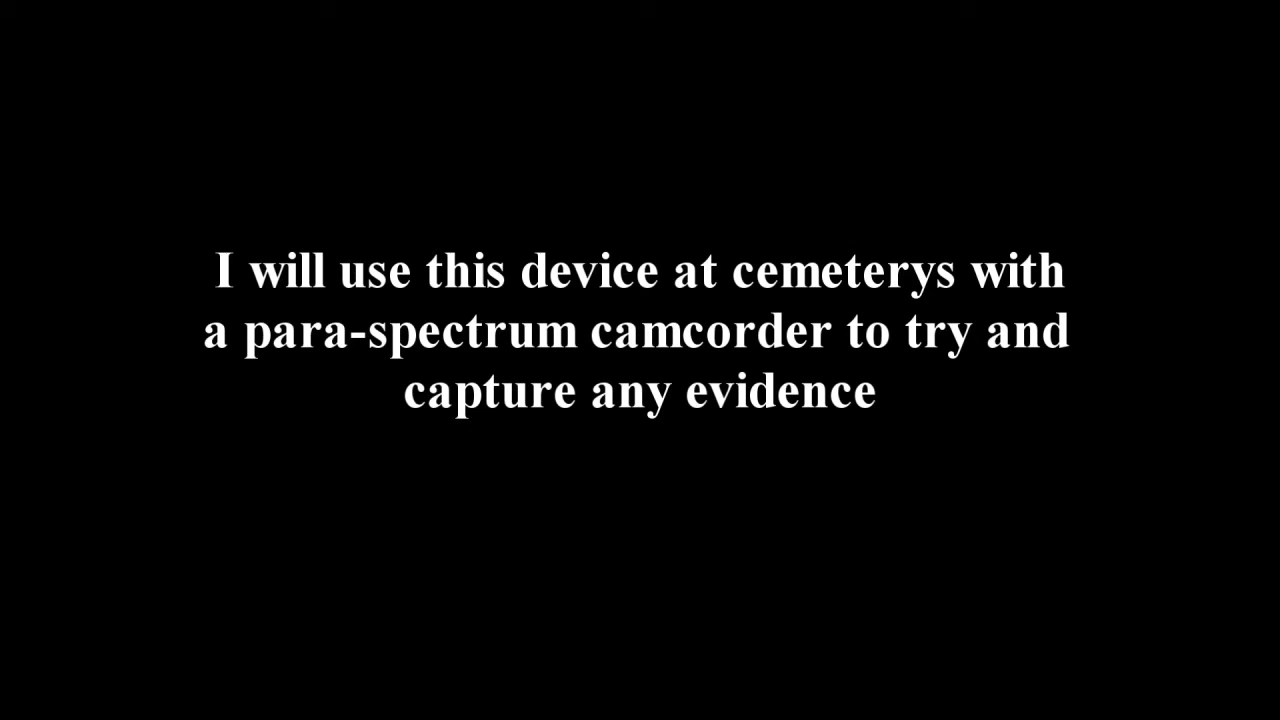 I will use this device at cemeterys with
a para-spectrum camcorder to try and
capture any evidence